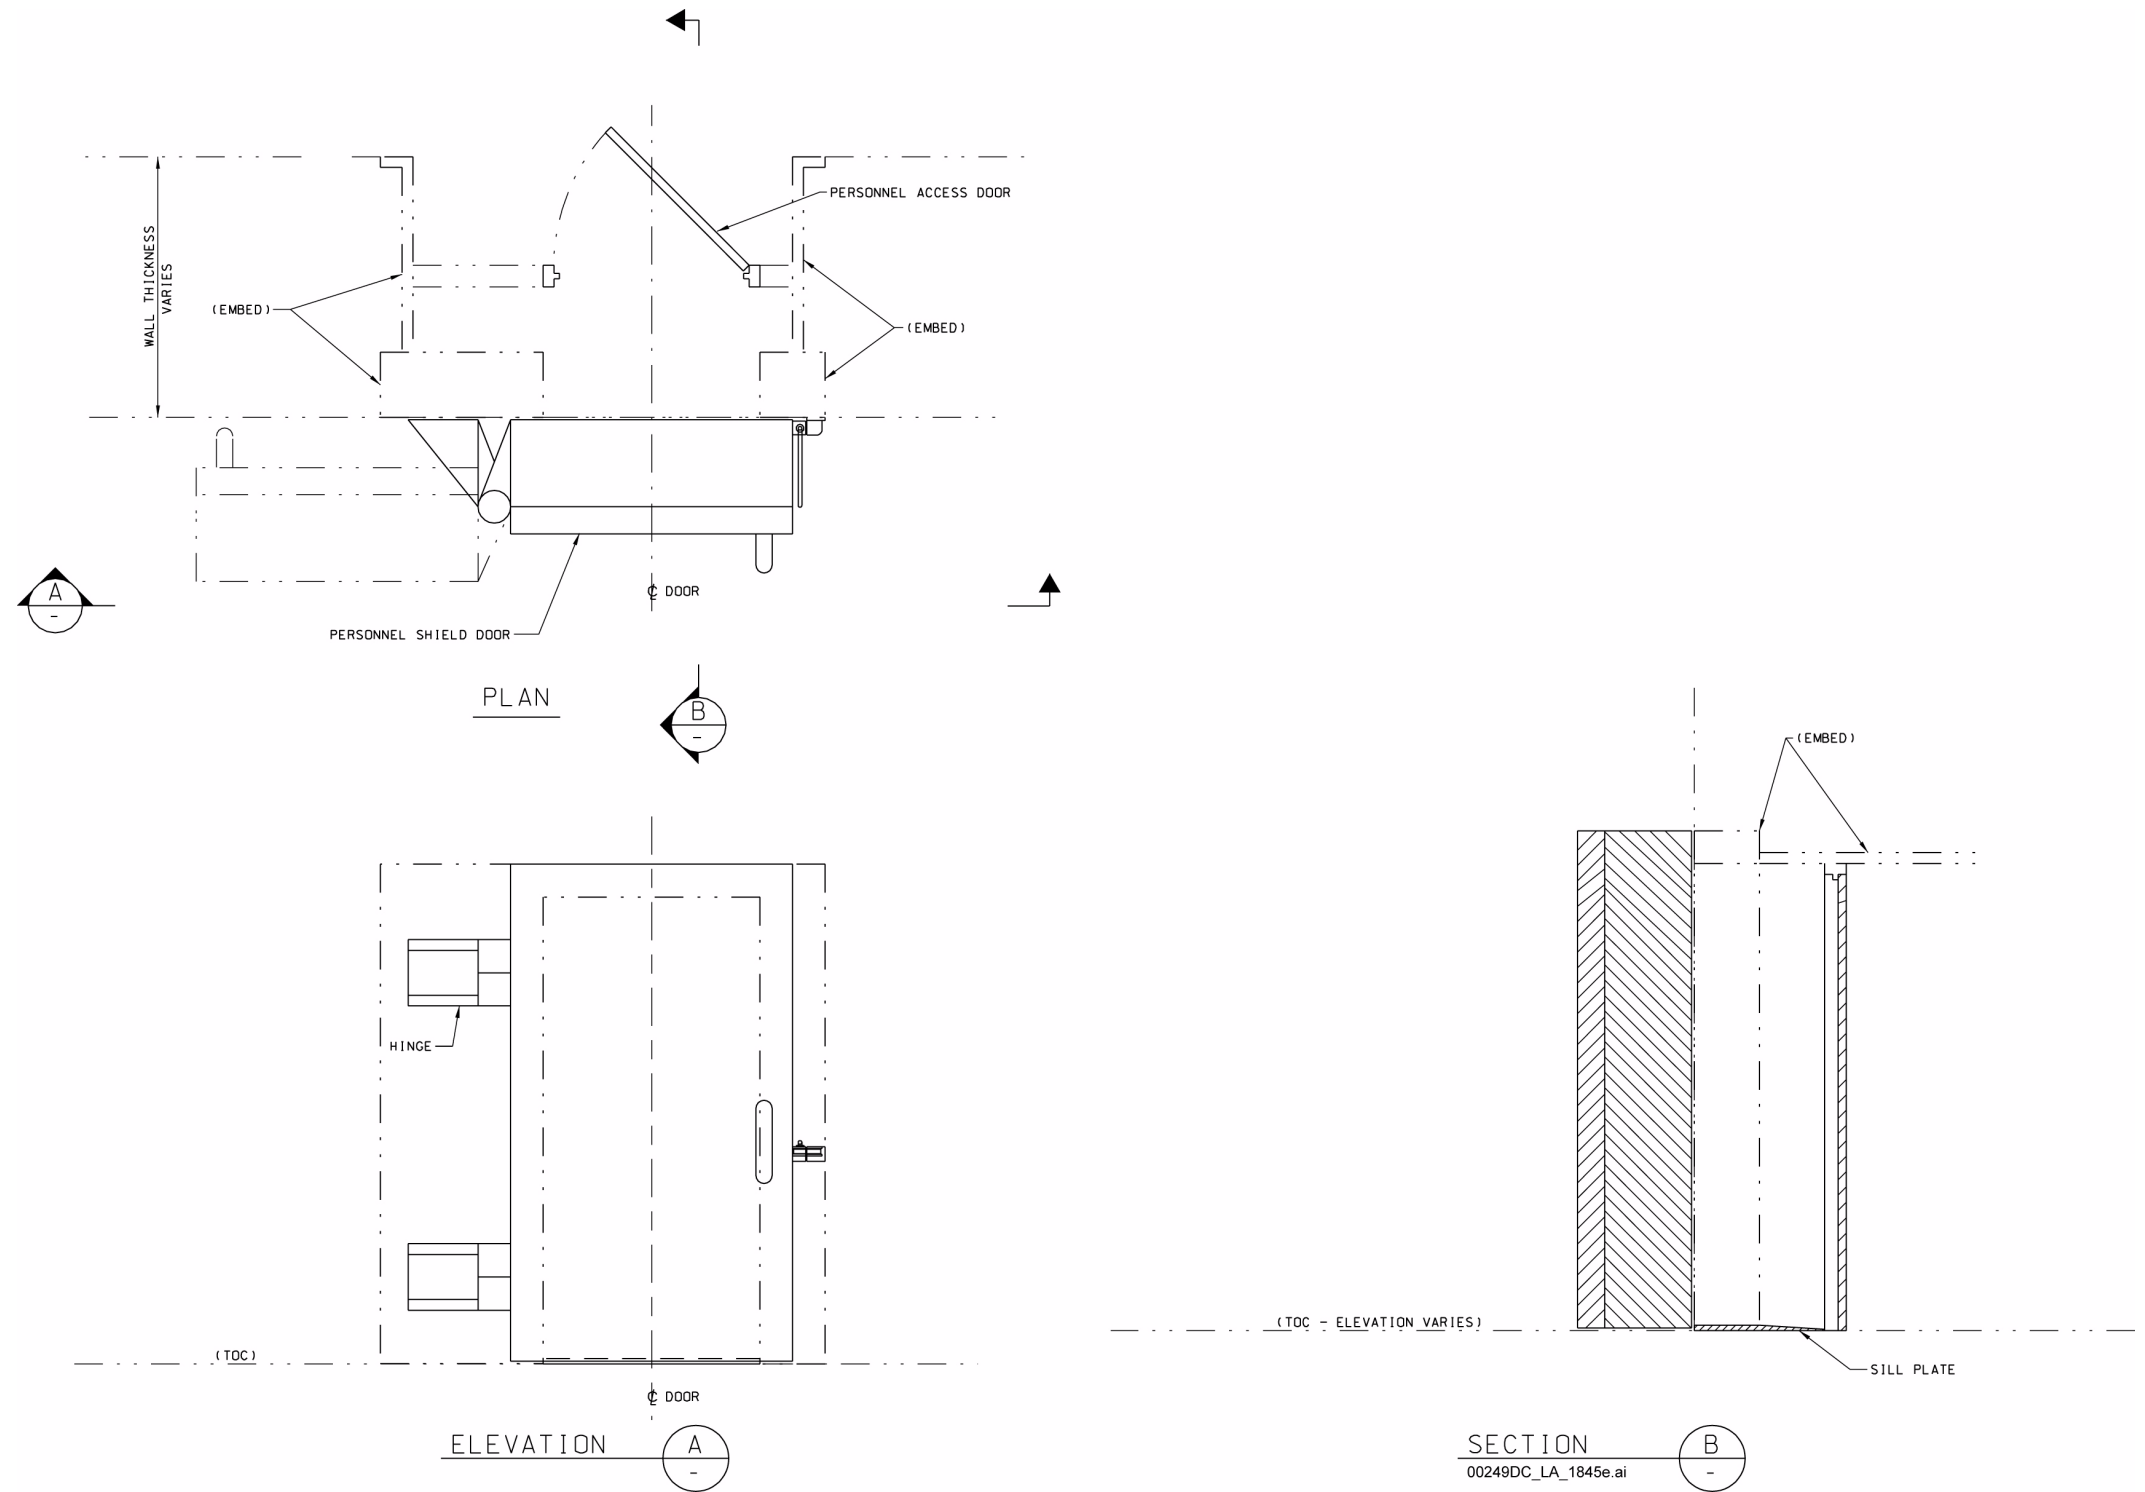 PERSONNEL ACCESS DOOR
WALL THICKNESS
VARIES
(EMBED)
(EMBED)
℄ DOOR
A
-
PERSONNEL SHIELD DOOR
PLAN
B
-
(EMBED)
HINGE
(TOC)
℄ DOOR
ELEVATION
A
-
(TOC - ELEVATION VARIES)
SILL PLATE
SECTION
B
-
00249DC_LA_1845e.ai